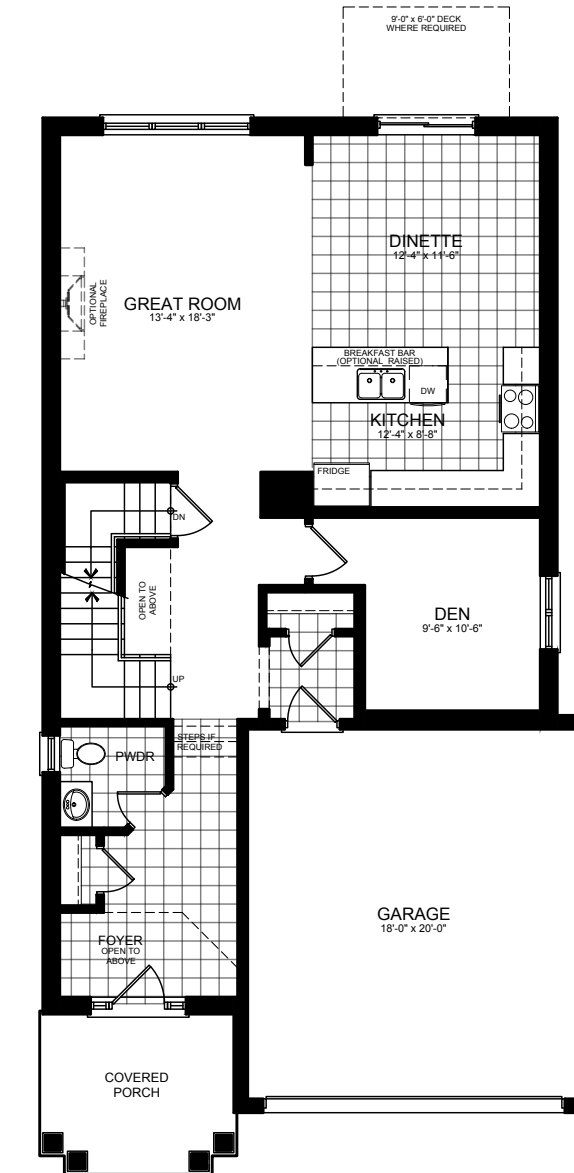 9'-0" x 6'-0" DECK
WHERE REQUIRED
DINETTE
12'-4" x 11'-6"
GREAT ROOM
13'-4" x 18'-3"
OPTIONAL
FIREPLACE
BREAKFAST BAR
(OPTIONAL RAISED)
DW
KITCHEN
12'-4" x 8'-8"
FRIDGE
DN
OPEN TO
ABOVE
DEN
9'-6" x 10'-6"
UP
STEPS IF
REQUIRED
PWDR
GARAGE
18'-0" x 20'-0"
FOYER
OPEN TO
ABOVE
COVERED
PORCH